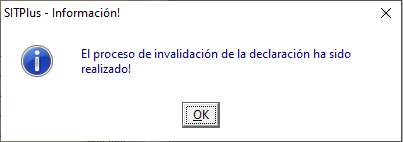 SITPlus - Información!
El proceso de invalidación de la declaración ha sido
realizado!
OK